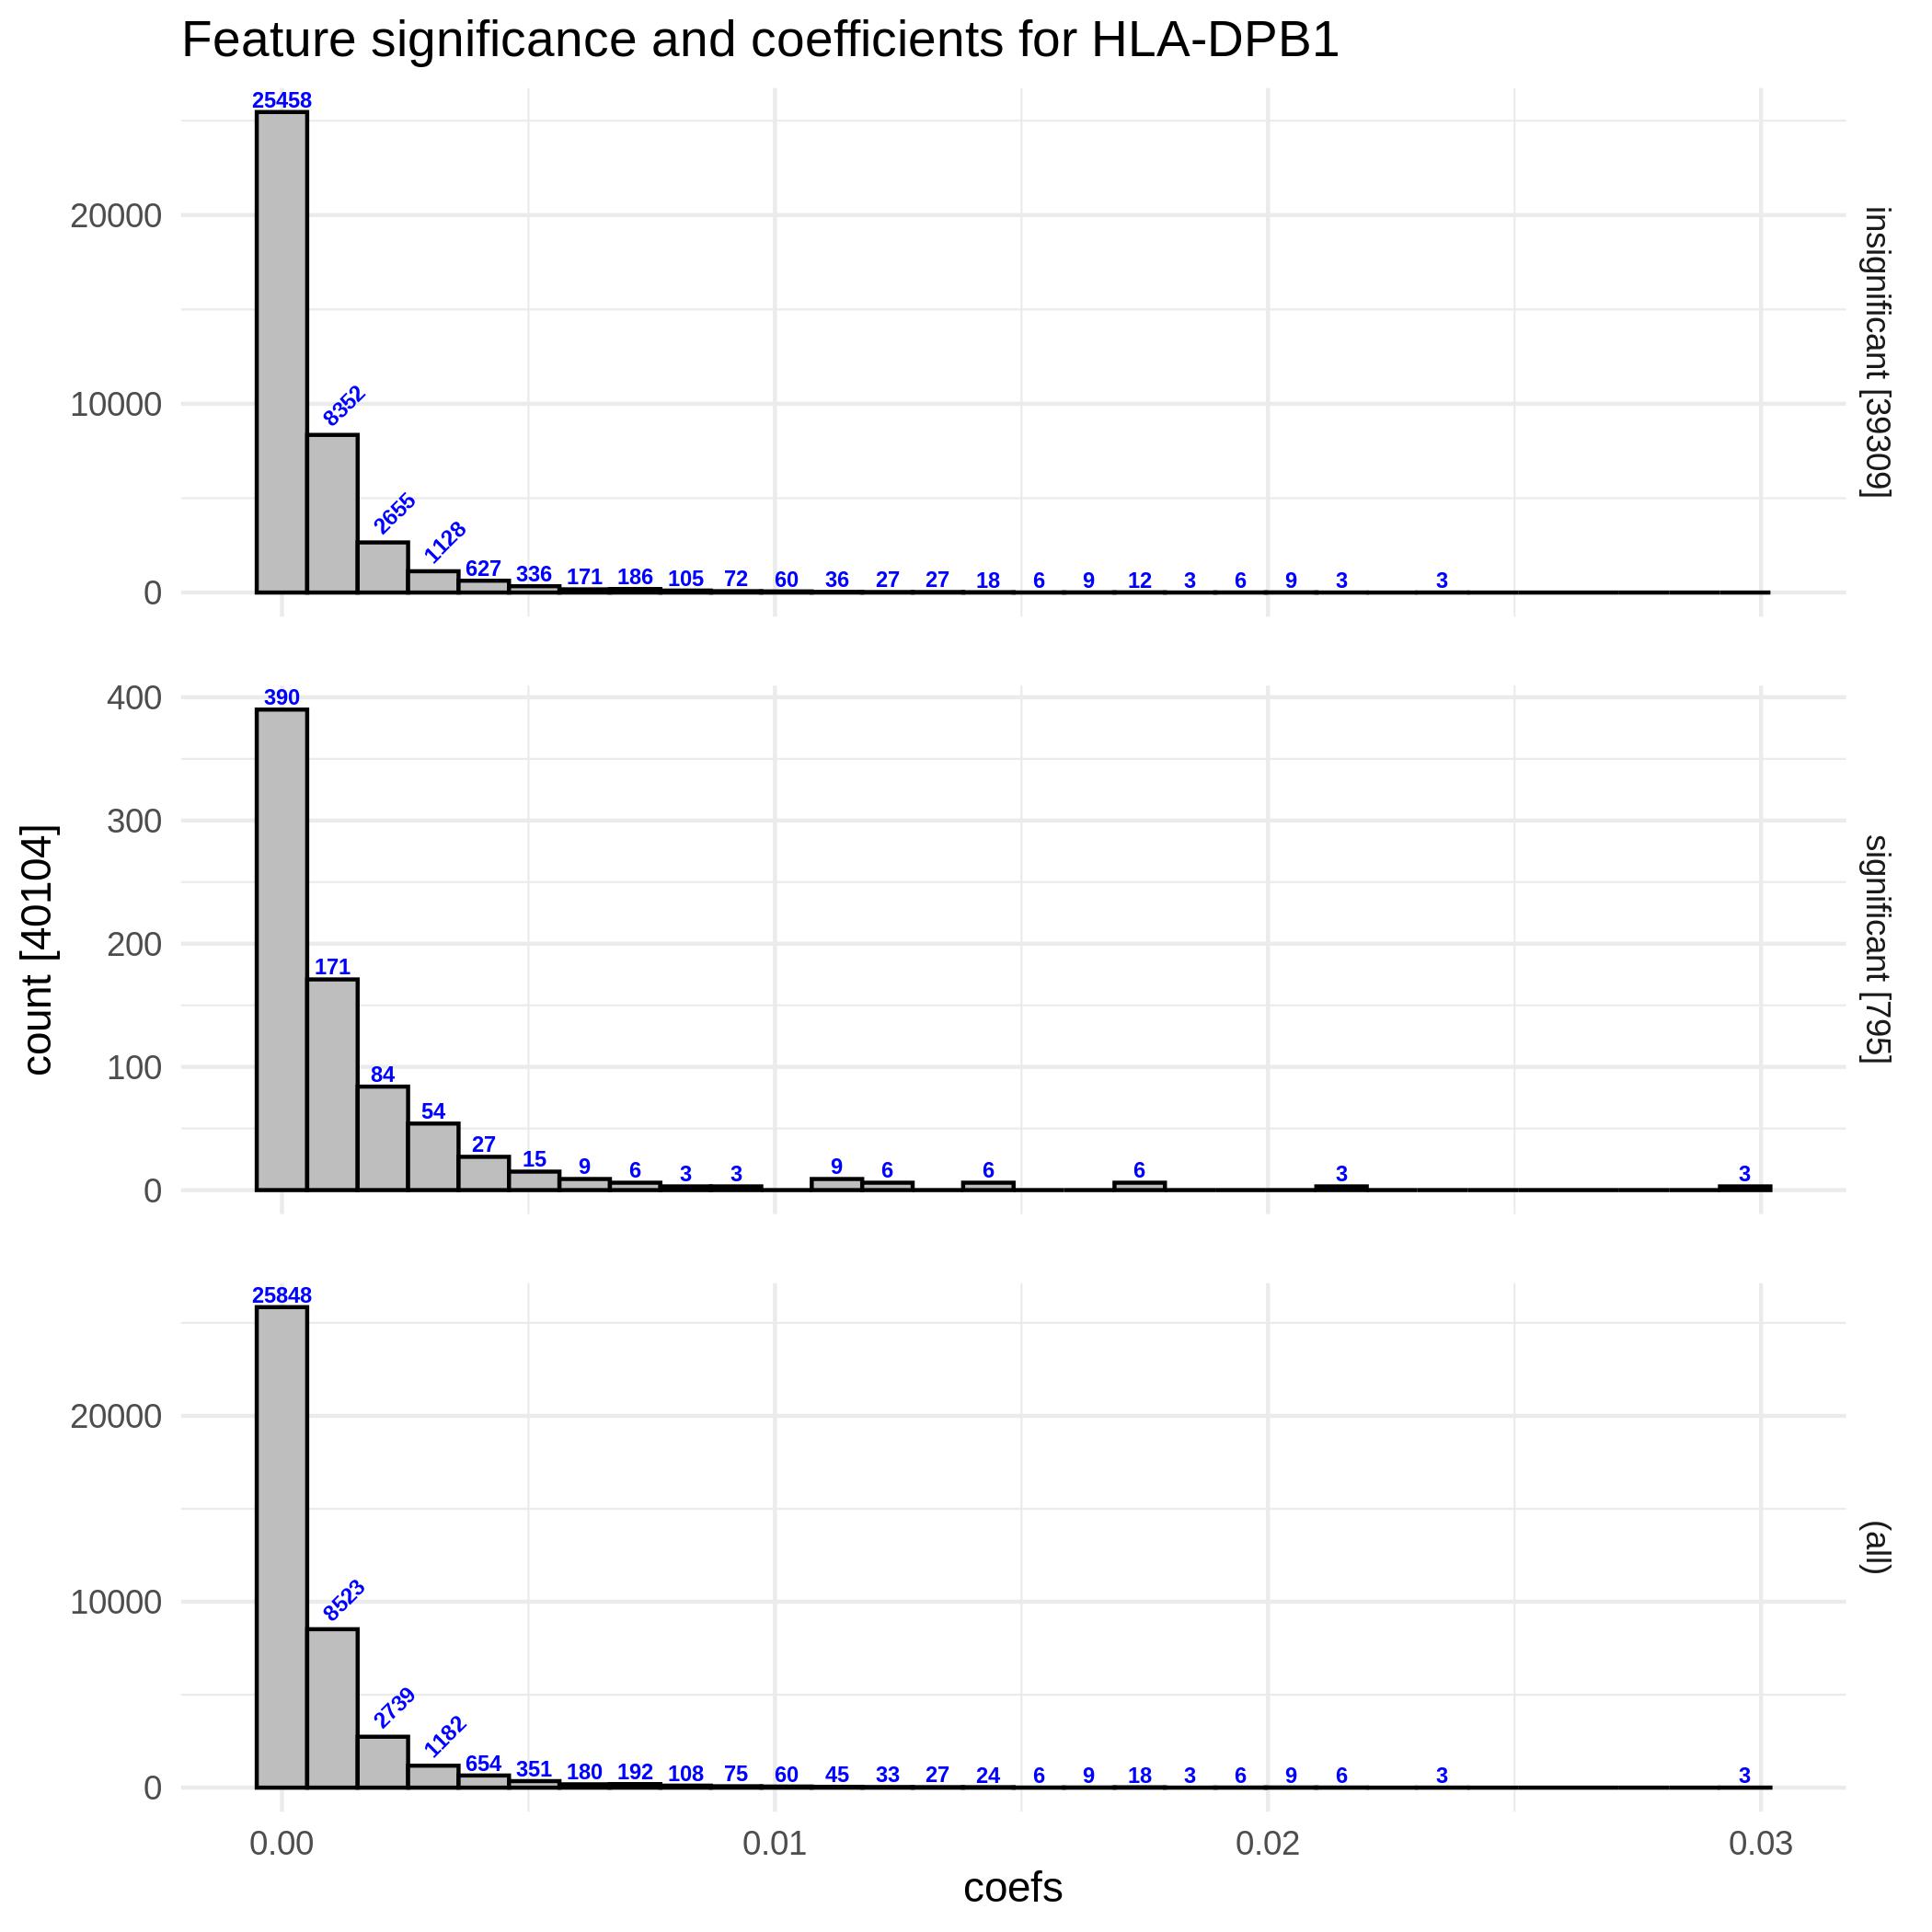 Feature significance and coefficients for HLA-DPB1
25458
8352
2655
1128
627 336 171 186 105 72 60 36 27 27 18 6 9 12 3 6 9 3 3
20000
10000
0
insignificant [39309]
390
171
84
54
27
15
9 6 3 3 9 6 6 6 3 3
400
300
200
100
0
significant [795]
count [40104]
25848
8523
2739
1182
654 351 180 192 108 75 60 45 33 27 24 6 9 18 3 6 9 6 3 3
20000
10000
0
(all)
0.00 0.01 0.02 0.03
coefs